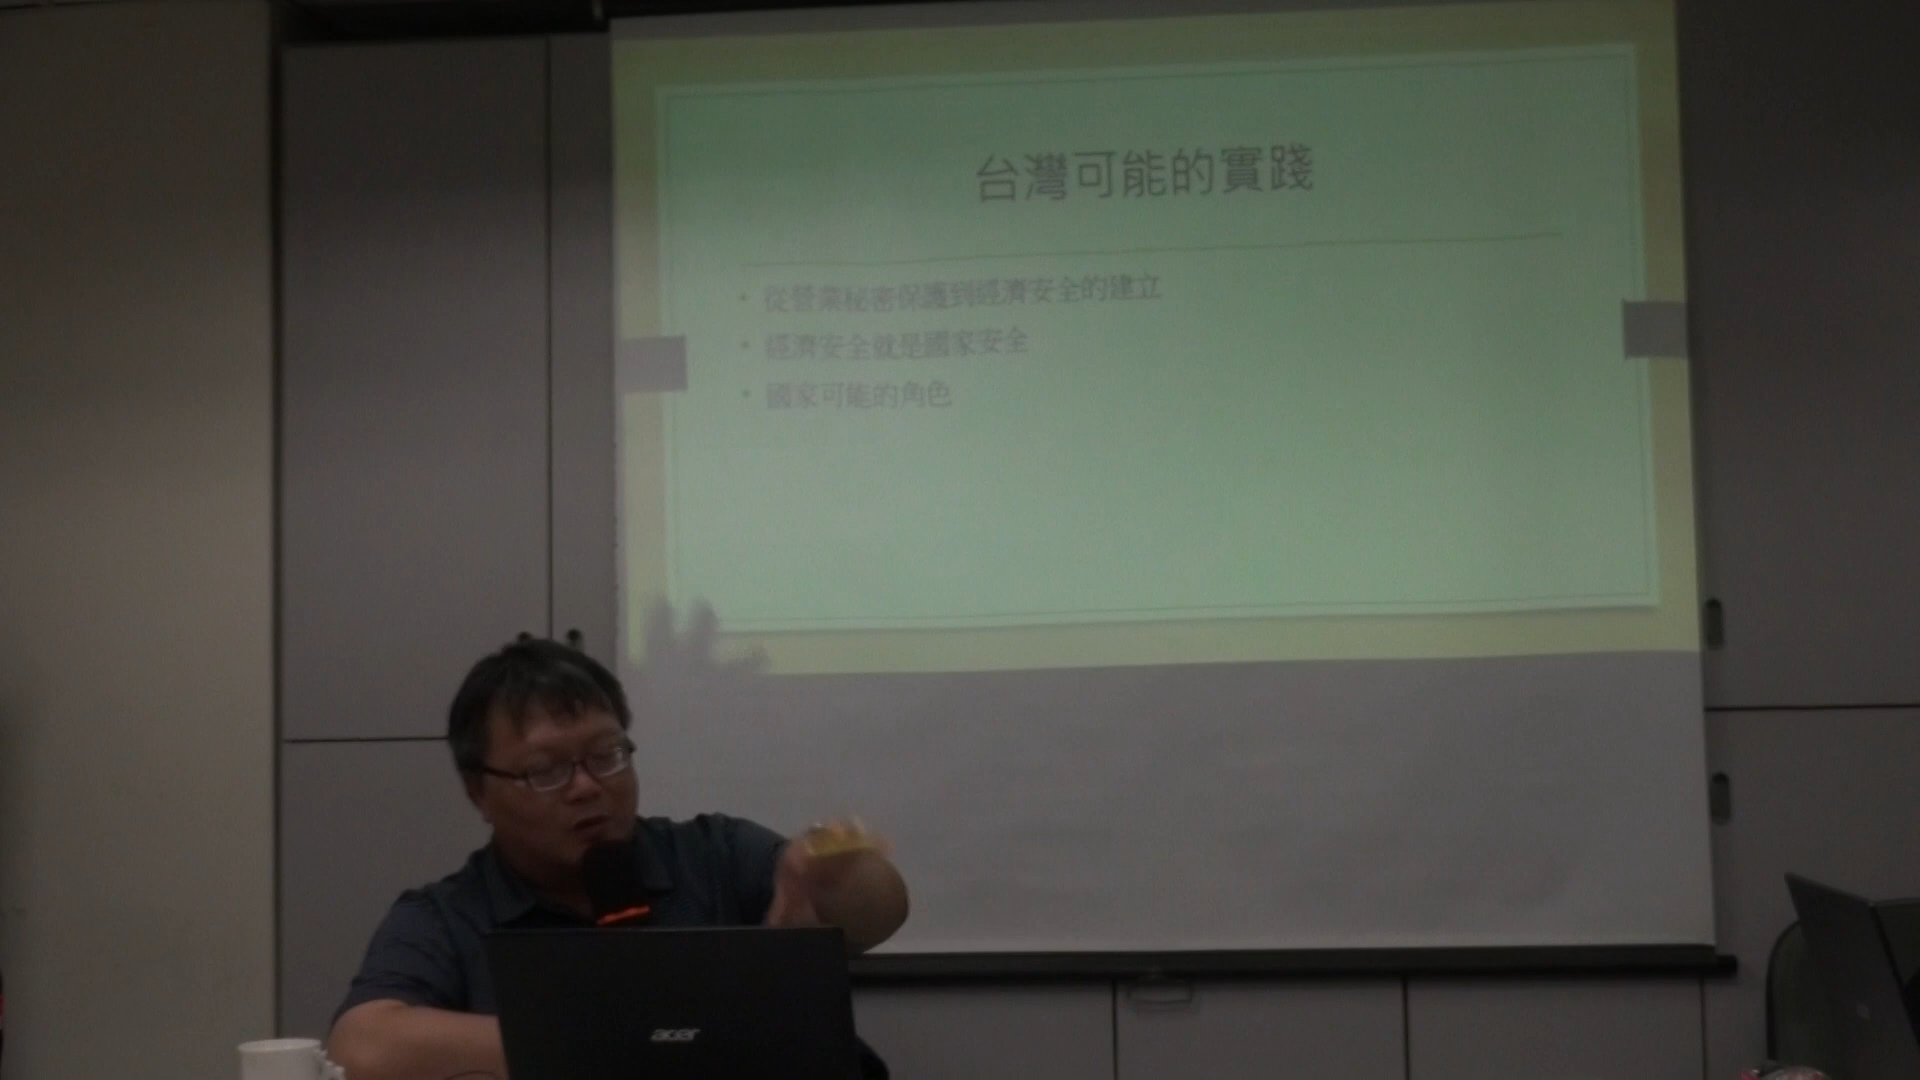 台灣可能的實踐
• 從營業秘密保護到經濟安全的建立
• 經濟安全就是國家安全
• 國家可能的角色
acer